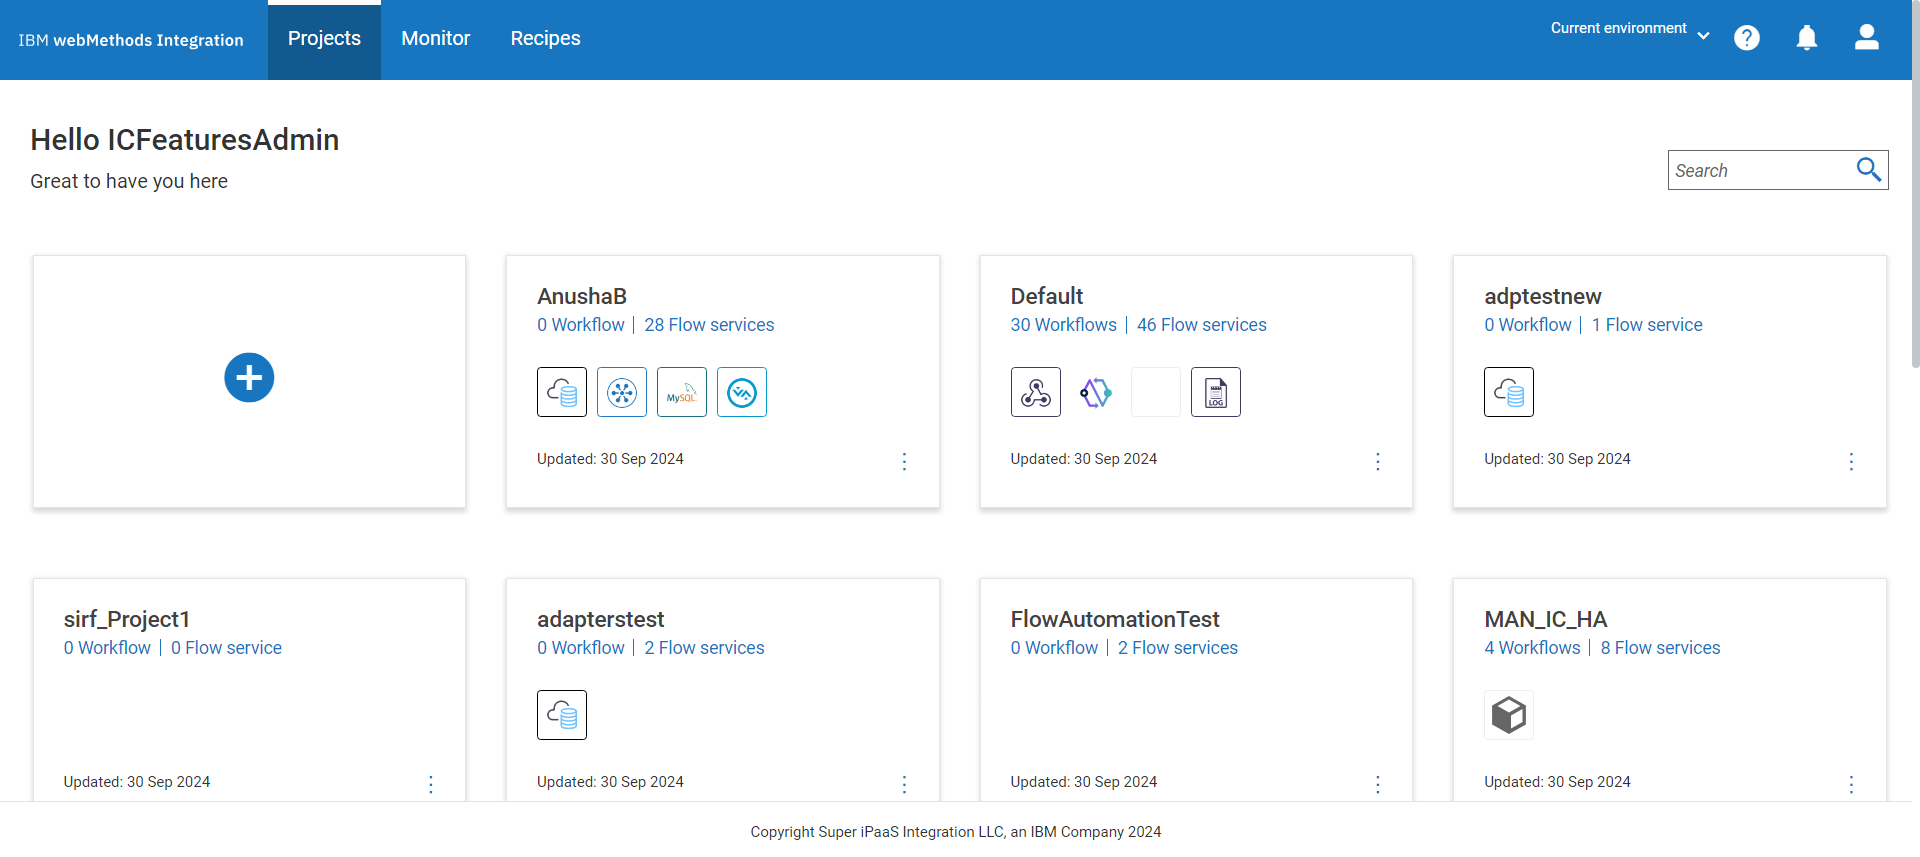 IBM webMethods Integration
Projects
Monitor
Recipes
Current environment
?
Hello ICFeaturesAdmin
Great to have you here
Search
AnushaB
0 Workflow | 28 Flow services
MySQL
Updated: 30 Sep 2024
Default
30 Workflows | 46 Flow services
LOG
Updated: 30 Sep 2024
adptestnew
0 Workflow | 1 Flow service
Updated: 30 Sep 2024
sirf_Project1
0 Workflow | 0 Flow service
Updated: 30 Sep 2024
adapterstest
0 Workflow | 2 Flow services
Updated: 30 Sep 2024
FlowAutomationTest
0 Workflow | 2 Flow services
Updated: 30 Sep 2024
MAN_IC_HA
4 Workflows | 8 Flow services
Updated: 30 Sep 2024
Copyright Super iPaaS Integration LLC, an IBM Company 2024